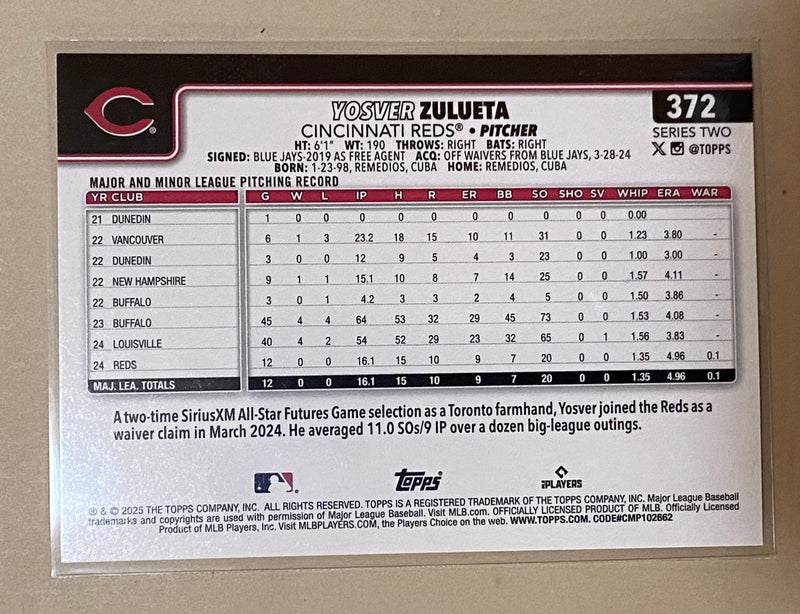 C®
YOSVER ZULUETA
372
CINCINNATI REDS® • PITCHER
SERIES TWO
HT: 6'1" WT: 190 THROWS: RIGHT BATS: RIGHT
@TOPPS
SIGNED: BLUE JAYS-2019 AS FREE AGENT ACQ: OFF WAIVERS FROM BLUE JAYS, 3-28-24
BORN: 1-23-98, REMEDIOS, CUBA HOME: REMEDIOS, CUBA
MAJOR AND MINOR LEAGUE PITCHING RECORD
YR CLUB G W L IP H R ER BB SO SHO SV WHIP ERA WAR
21 DUNEDIN 1 0 0 0 0 0 0 0 0 0 0 0.00
22 VANCOUVER 6 1 3 23.2 18 15 10 11 31 0 0 1.23 3.80 -
22 DUNEDIN 3 0 0 12 9 5 4 3 23 0 0 1.00 3.00 -
22 NEW HAMPSHIRE 9 1 1 15.1 10 8 7 14 25 0 0 1.57 4.11 -
22 BUFFALO 3 0 1 4.2 3 3 2 4 5 0 0 1.50 3.86 -
23 BUFFALO 45 4 4 64 53 32 29 45 73 0 0 1.53 4.08 -
24 LOUISVILLE 40 4 2 54 52 29 23 32 65 0 1 1.56 3.83 -
24 REDS 12 0 0 16.1 15 10 9 7 20 0 0 1.35 4.96 0.1
MAJ. LEA. TOTALS 12 0 0 16.1 15 10 9 7 20 0 0 1.35 4.96 0.1
A two-time SiriusXM All-Star Futures Game selection as a Toronto farmhand, Yosver joined the Reds as a
waiver claim in March 2024. He averaged 11.0 SOs/9 IP over a dozen big-league outings.
topps
PLAYERS
® & © 2025 THE TOPPS COMPANY, INC. ALL RIGHTS RESERVED. TOPPS IS A REGISTERED TRADEMARK OF THE TOPPS COMPANY, INC. Major League Baseball
trademarks and copyrights are used with permission of Major League Baseball. Visit MLB.com. OFFICIALLY LICENSED PRODUCT OF MLB. Officially Licensed
Product of MLB Players, Inc. Visit MLBPLAYERS.COM, the Players Choice on the web. WWW.TOPPS.COM. CODE#CMP102662